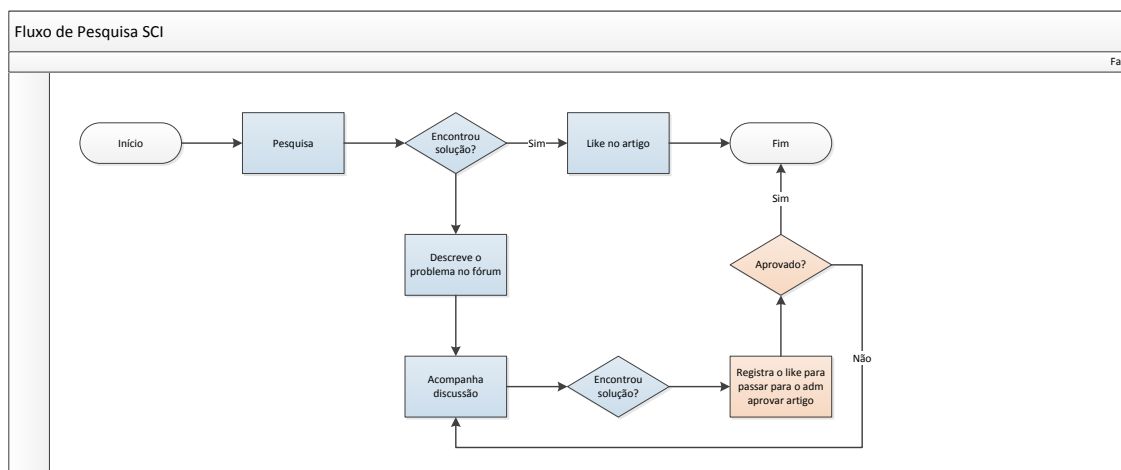 Fluxo de Pesquisa SCI
Fa
Início
Pesquisa
Encontrou
solução?
Sim
Like no artigo
Fim
Sim
Descreve o
problema no fórum
Aprovado?
Não
Acompanha
discussão
Encontrou
solução?
Registra o like para
passar para o adm
aprovar artigo